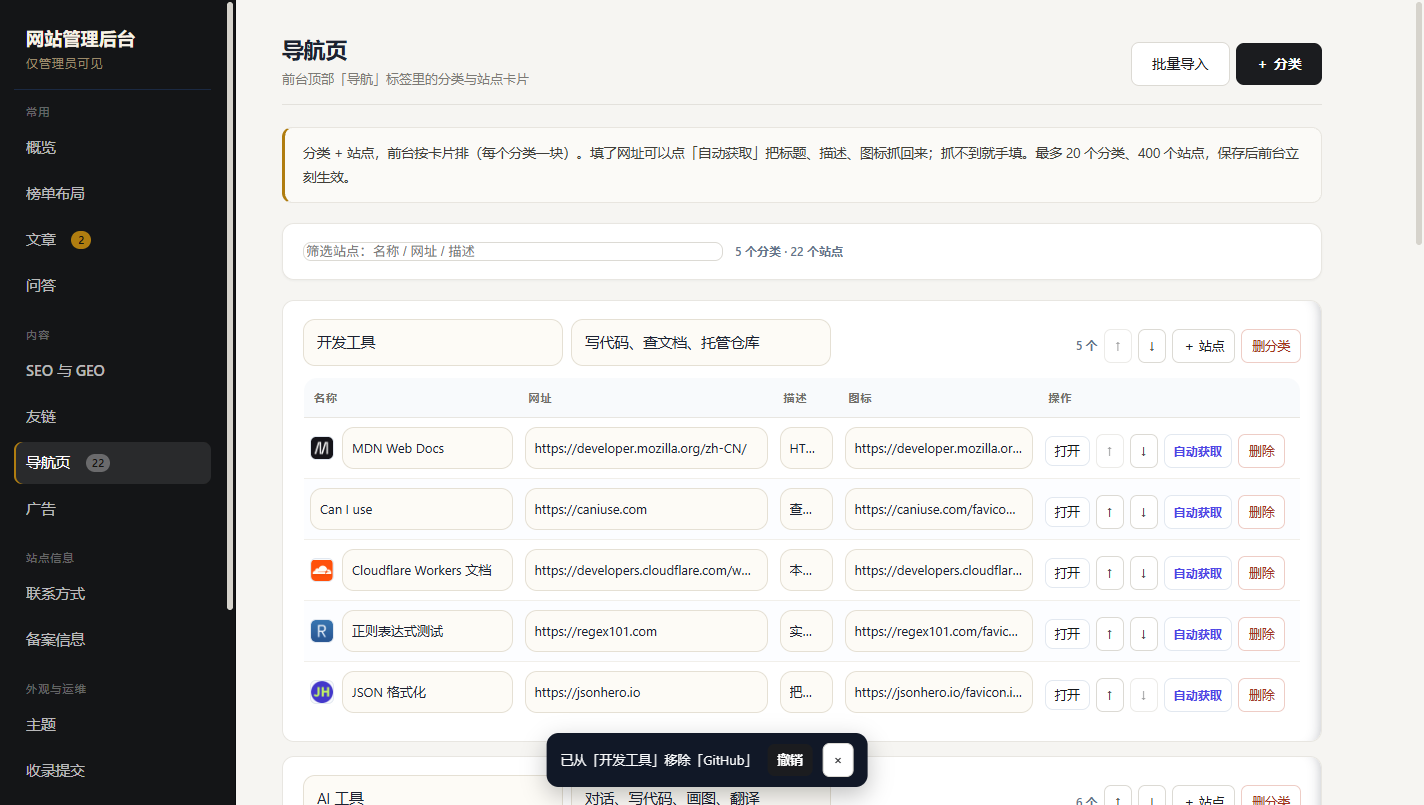 网站管理后台
仅管理员可见
常用
概览
榜单布局
文章 2
问答
内容
SEO 与 GEO
友链
导航页 22
广告
站点信息
联系方式
备案信息
外观与运维
主题
收录提交
导航页
前台顶部「导航」标签里的分类与站点卡片
批量导入
+ 分类
分类 + 站点，前台按卡片排（每个分类一块）。填了网址可以点「自动获取」把标题、描述、图标抓回来；抓不到就手填。最多 20 个分类、400 个站点，保存后前台立
刻生效。
筛选站点：名称 / 网址 / 描述
5 个分类 · 22 个站点
开发工具
写代码、查文档、托管仓库
5 个 ↑ ↓ + 站点 删分类
名称 网址 描述 图标 操作
MDN Web Docs https://developer.mozilla.org/zh-CN/ HT... https://developer.mozilla.or... 打开 ↑ ↓ 自动获取 删除
Can I use https://caniuse.com 查... https://caniuse.com/favico... 打开 ↑ ↓ 自动获取 删除
Cloudflare Workers 文档 https://developers.cloudflare.com/w... 本... https://developers.cloudflar... 打开 ↑ ↓ 自动获取 删除
R 正则表达式测试 https://regex101.com 实... https://regex101.com/favic... 打开 ↑ ↓ 自动获取 删除
JH JSON 格式化 https://jsonhero.io 把... https://jsonhero.io/favicon.i... 打开 ↑ ↓ 自动获取 删除
已从「开发工具」移除「GitHub」 撤销 ×
AI 工具
对话、写代码、画图、翻译
6 个 ↑ ↓ + 站点 删分类